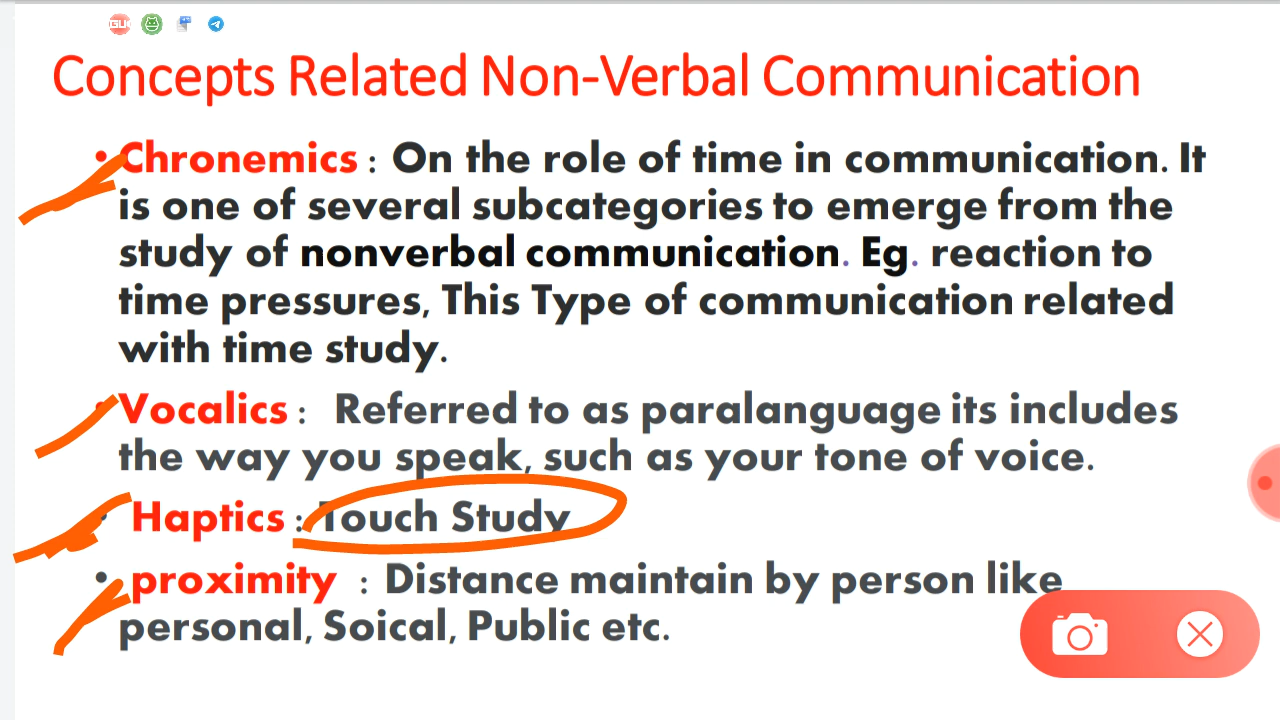 Concepts Related Non-Verbal Communication
• Chronemics : On the role of time in communication. It
is one of several subcategories to emerge from the
study of nonverbal communication. Eg. reaction to
time pressures, This Type of communication related
with time study.
• Vocalics : Referred to as paralanguage its includes
the way you speak, such as your tone of voice.
• Haptics : Touch Study
• proximity : Distance maintain by person like
personal, Soical, Public etc.